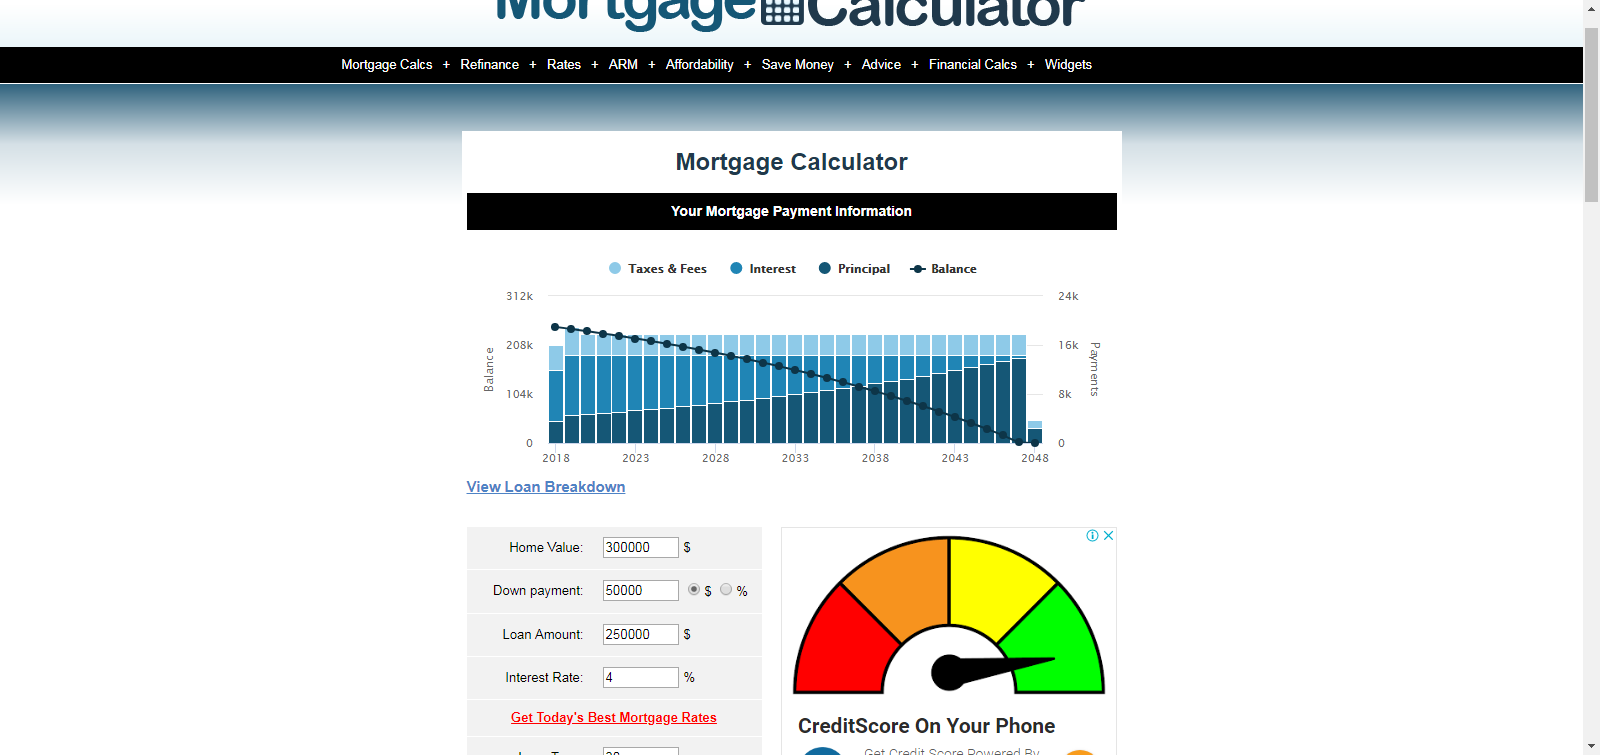 Mortgage Calculator
Mortgage Calcs + Refinance + Rates + ARM + Affordability + Save Money + Advice + Financial Calcs + Widgets
Mortgage Calculator
Your Mortgage Payment Information
Taxes & Fees Interest Principal Balance
312k 24k
208k 16k
104k 8k
0 0
Balance
Payments
2018 2023 2028 2033 2038 2043 2048
View Loan Breakdown
Home Value: 300000 $
Down payment: 50000 $ %
Loan Amount: 250000 $
Interest Rate: 4 %
Get Today's Best Mortgage Rates
CreditScore On Your Phone
Get Credit Score Powered By